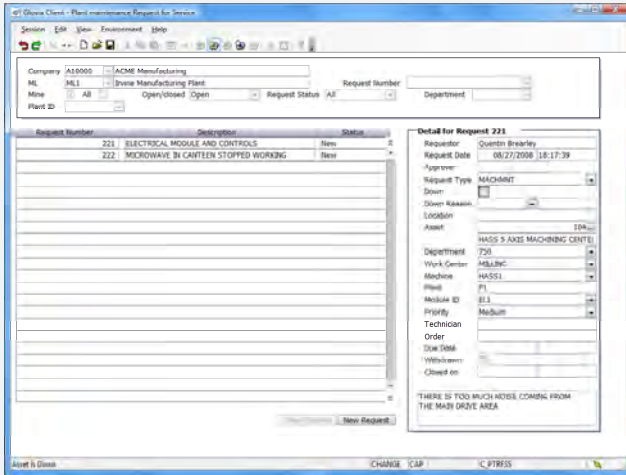 Glovia Client - Plant maintenance Request for Service
Session Edit View Environment Help
Company A10000 ACME Manufacturing
ML ML1 Irvine Manufacturing Plant Request Number
Mine All Open/closed Open Request Status All Department
Plant ID
Request Number Description Status
221 ELECTRICAL MODULE AND CONTROLS New
222 MICROWAVE IN CANTEEN STOPPED WORKING New
New Request
Detail for Request 221
Requestor Quentin Brearley
Request Date 08/27/2008 18:17:39
Approver
Request Type MACHMNT
Down
Down Reason
Location
Asset 104
HASS 5 AXIS MACHINING CENTE
Department 750
Work Center MILLING
Machine HASS1
Plant P1
Module ID
Priority Medium
Technician
Order
Due Date
Withdrawn
Closed on
THERE IS TOO MUCH NOISE COMING FROM
THE MAIN DRIVE AREA
Asset is Down CHANGE CAP C_PTRESS